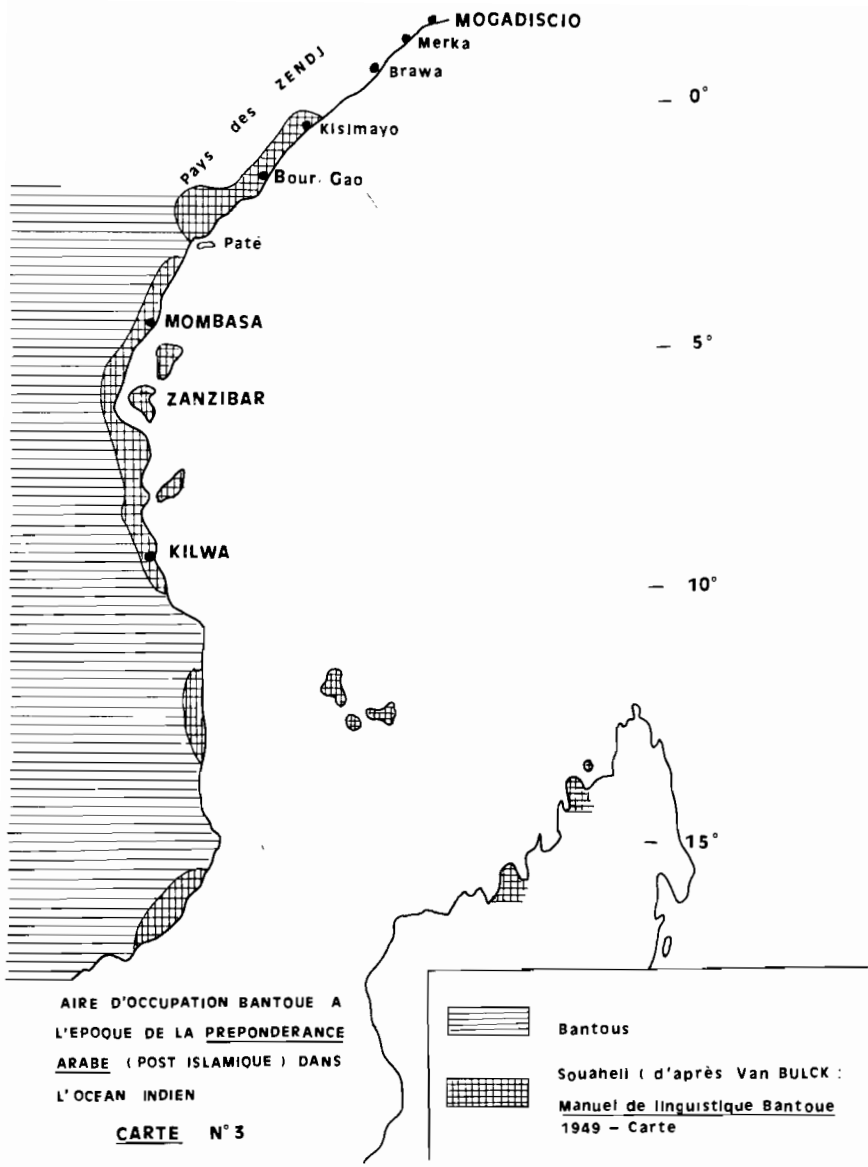 MOGADISCIO
Merka
Brawa
Pays des ZENDJ
0°
Kisimayo
Bour. Gao
Paté
MOMBASA
5°
ZANZIBAR
KILWA
10°
15°
AIRE D'OCCUPATION BANTOUE A
L'EPOQUE DE LA PREPONDERANCE
ARABE ( POST ISLAMIQUE ) DANS
L'OCEAN INDIEN
CARTE N°3
Bantous
Souaheli ( d'après Van BULCK :
Manuel de linguistique Bantoue
1949 – Carte